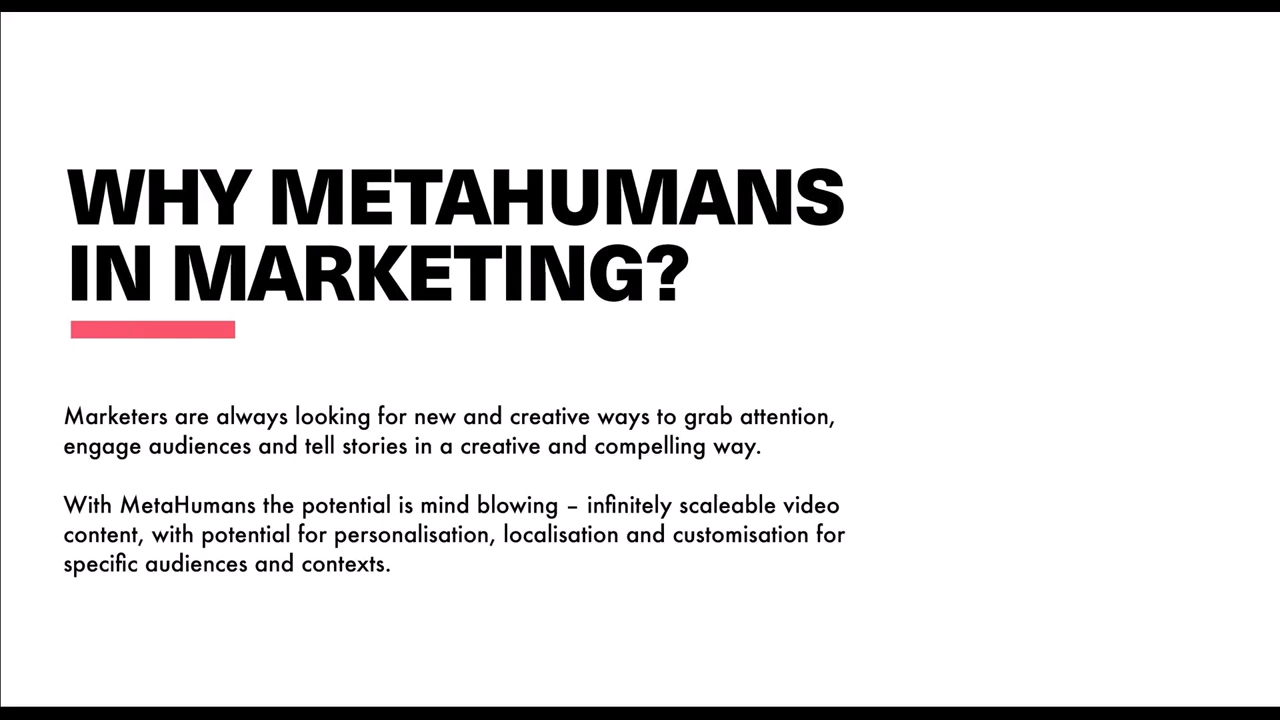 WHY METAHUMANS
IN MARKETING?
Marketers are always looking for new and creative ways to grab attention,
engage audiences and tell stories in a creative and compelling way.
With MetaHumans the potential is mind blowing – infinitely scaleable video
content, with potential for personalisation, localisation and customisation for
specific audiences and contexts.